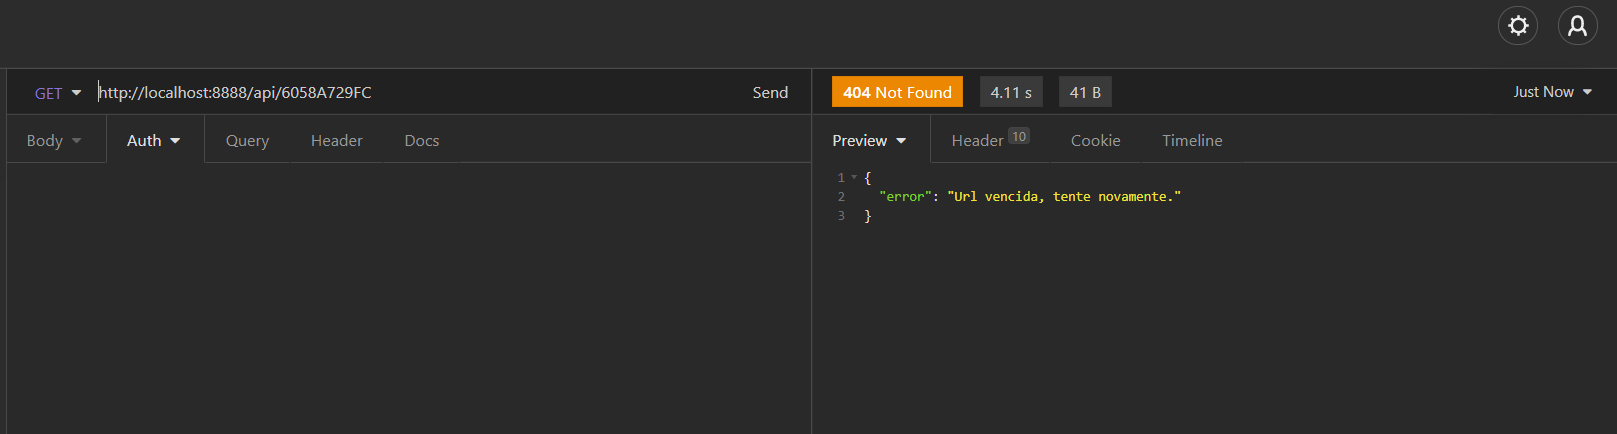 GET http://localhost:8888/api/6058A729FC Send
404 Not Found 4.11 s 41 B Just Now
Body Auth Query Header Docs
Preview Header 10 Cookie Timeline
1 {
2 "error": "Url vencida, tente novamente."
3 }